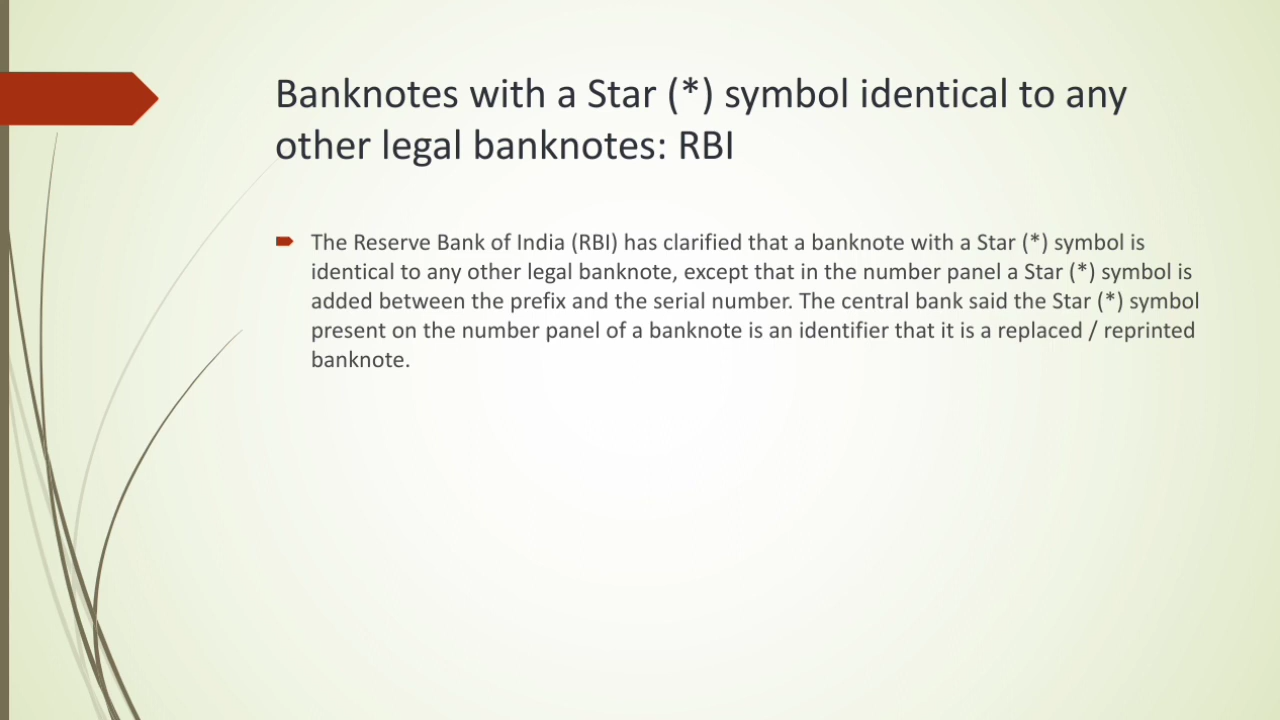 Banknotes with a Star (*) symbol identical to any
other legal banknotes: RBI
The Reserve Bank of India (RBI) has clarified that a banknote with a Star (*) symbol is
identical to any other legal banknote, except that in the number panel a Star (*) symbol is
added between the prefix and the serial number. The central bank said the Star (*) symbol
present on the number panel of a banknote is an identifier that it is a replaced / reprinted
banknote.